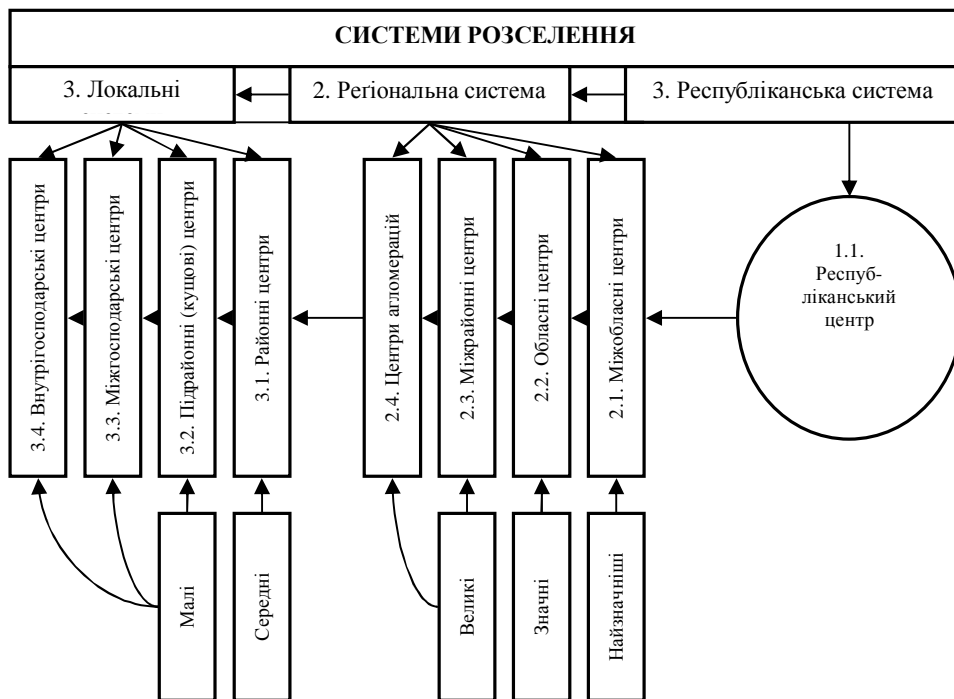 СИСТЕМИ РОЗСЕЛЕННЯ
3. Локальні
2. Регіональна система
3. Республіканська система
3.4. Внутрігосподарські центри
3.3. Міжгосподарські центри
3.2. Підрайонні (кущові) центри
3.1. Районні центри
2.4. Центри агломерацій
2.3. Міжрайонні центри
2.2. Обласні центри
2.1. Міжобласні центри
1.1.
Респуб-
ліканський
центр
Малі
Середні
Великі
Значні
Найзначніші